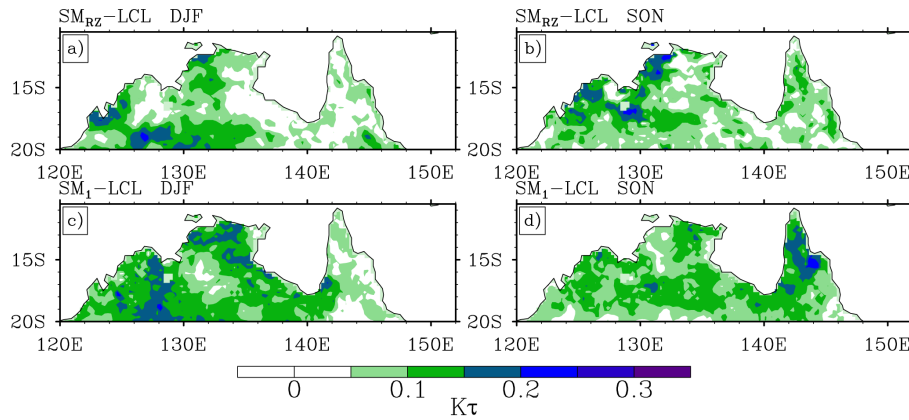 SM_RZ-LCL DJF
SM_RZ-LCL SON
a)
b)
15S
15S
20S
20S
120E 130E 140E 150E
120E 130E 140E 150E
SM_1-LCL DJF
SM_1-LCL SON
c)
d)
15S
15S
20S
20S
120E 130E 140E 150E
120E 130E 140E 150E
0 0.1 0.2 0.3
Kτ